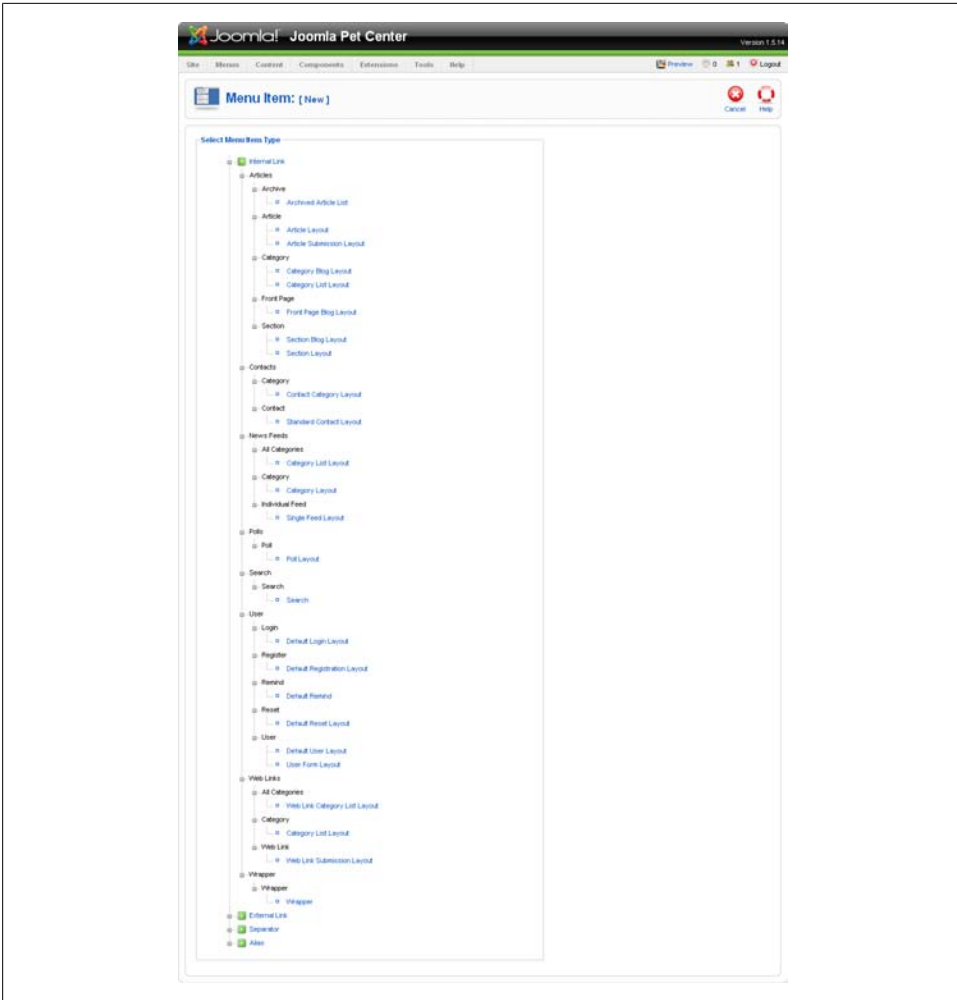 Joomla! Joomla Pet Center
Version 1.5.14
Site Menus Content Components Extensions Tools Help Preview 0 1 Logout
Menu Item: [ New ]
Cancel Help
Select Menu Item Type
Internal Link
Articles
Archive
Archived Article List
Article
Article Layout
Article Submission Layout
Category
Category Blog Layout
Category List Layout
Front Page
Front Page Blog Layout
Section
Section Blog Layout
Section Layout
Contacts
Category
Contact Category Layout
Contact
Standard Contact Layout
News Feeds
All Categories
Category List Layout
Category
Category Layout
Individual Feed
Single Feed Layout
Polls
Poll
Poll Layout
Search
Search
Search
User
Login
Default Login Layout
Register
Default Registration Layout
Remind
Default Remind
Reset
Default Reset Layout
User
Default User Layout
User Form Layout
Web Links
All Categories
Web Link Category List Layout
Category
Category List Layout
Web Link
Web Link Submission Layout
Wrapper
Wrapper
Wrapper
External Link
Separator
Alias